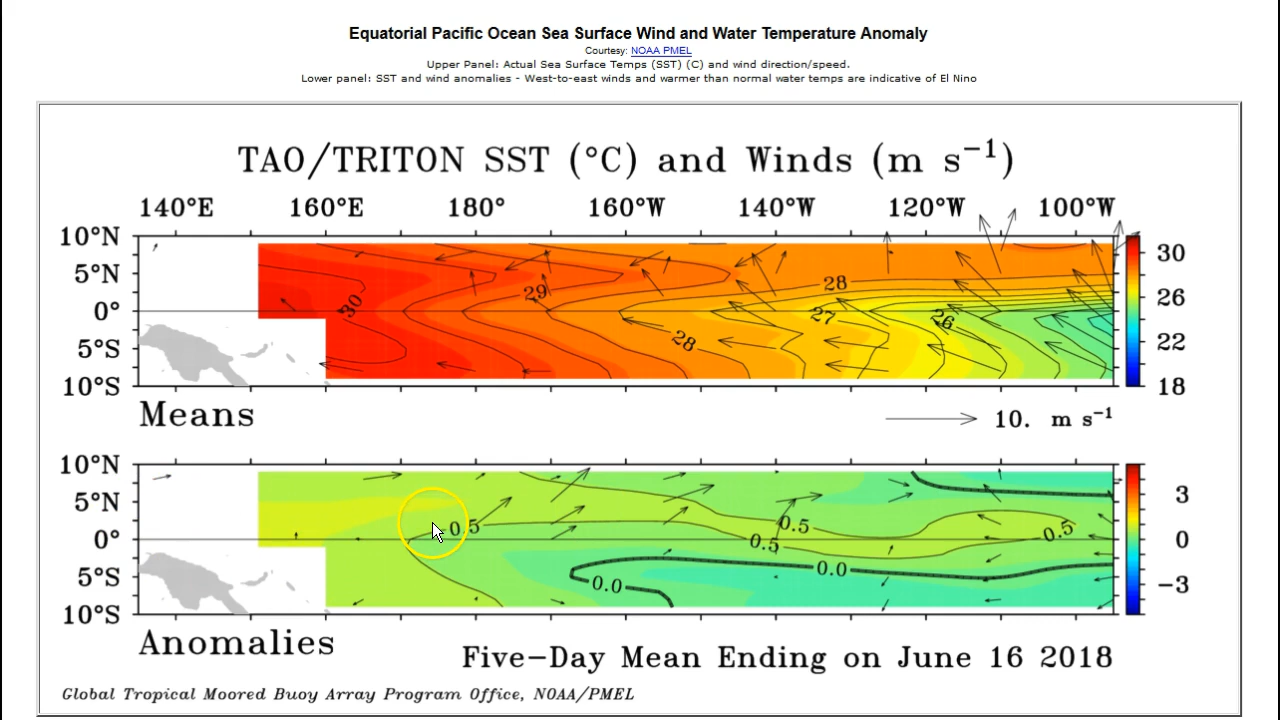 Equatorial Pacific Ocean Sea Surface Wind and Water Temperature Anomaly
Courtesy: NOAA PMEL
Upper Panel: Actual Sea Surface Temps (SST) (C) and wind direction/speed.
Lower panel: SST and wind anomalies - West-to-east winds and warmer than normal water temps are indicative of El Nino
TAO/TRITON SST (°C) and Winds (m s⁻¹)
140°E 160°E 180° 160°W 140°W 120°W 100°W
10°N
5°N
0°
5°S
10°S
30 29 28 28 27 26
30
26
22
18
Means
10. m s⁻¹
10°N
5°N
0°
5°S
10°S
0.5 0.5 0.5 0.5
0.0 0.0
3
0
−3
Anomalies
Five−Day Mean Ending on June 16 2018
Global Tropical Moored Buoy Array Program Office, NOAA/PMEL